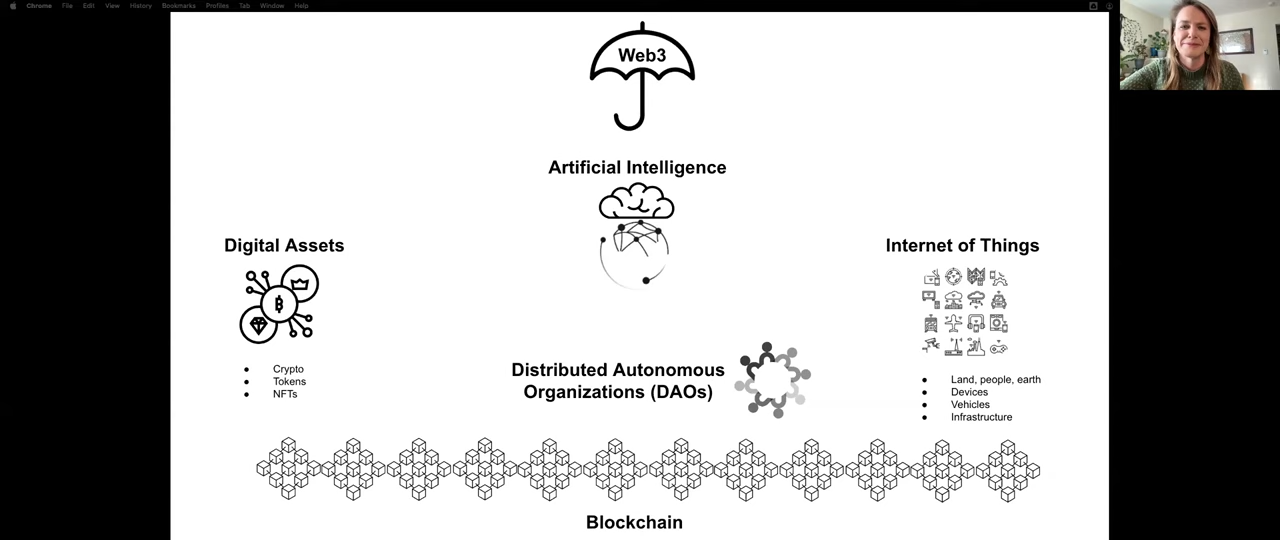 Chrome File Edit View History Bookmarks Profiles Tab Window Help
Web3
Artificial Intelligence
Digital Assets
Crypto
Tokens
NFTs
Internet of Things
Land, people, earth
Devices
Vehicles
Infrastructure
Distributed Autonomous
Organizations (DAOs)
Blockchain